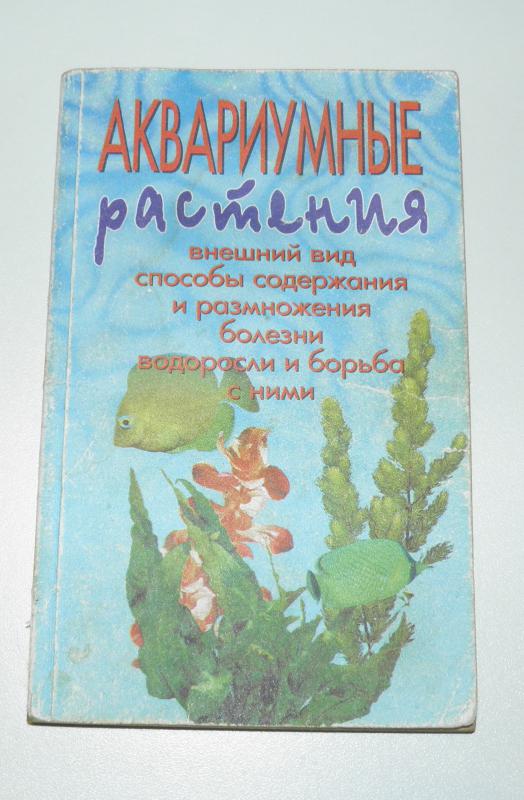 АКВАРИУМНЫЕ
растения
внешний вид
способы содержания
и размножения
болезни
водоросли и борьба
с ними